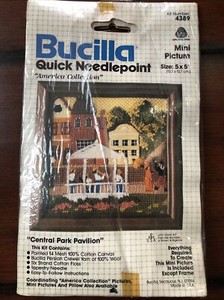 Kit Number:
4389
Bucilla
Quick Needlepoint
"America Collection"
Mini
Picture
Size: 5 x 5
"Central Park Pavilion"
This Kit Contains:
• Painted 14 Mesh 100% Cotton Canvas
• Bucilla Persian Crewel Yarn of 100% Wool
• Six Strand Cotton Floss
• Tapestry Needle
• Easy-To-Follow Instructions
Everything
Required
To Create
This Mini Picture
Is Included
Except Frame
Coordinating "America Collection" Pictures,
Mini Pictures And Pillow Also Available